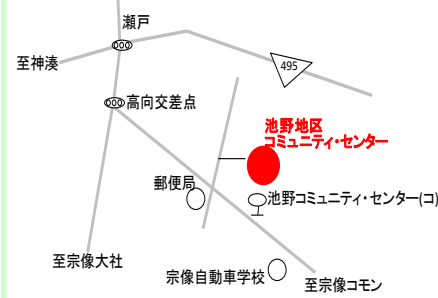 瀬戸
至神湊
495
高向交差点
池野地区
コミュニティ・センター
郵便局
池野コミュニティ・センター(コ)
至宗像大社
宗像自動車学校
至宗像コモン